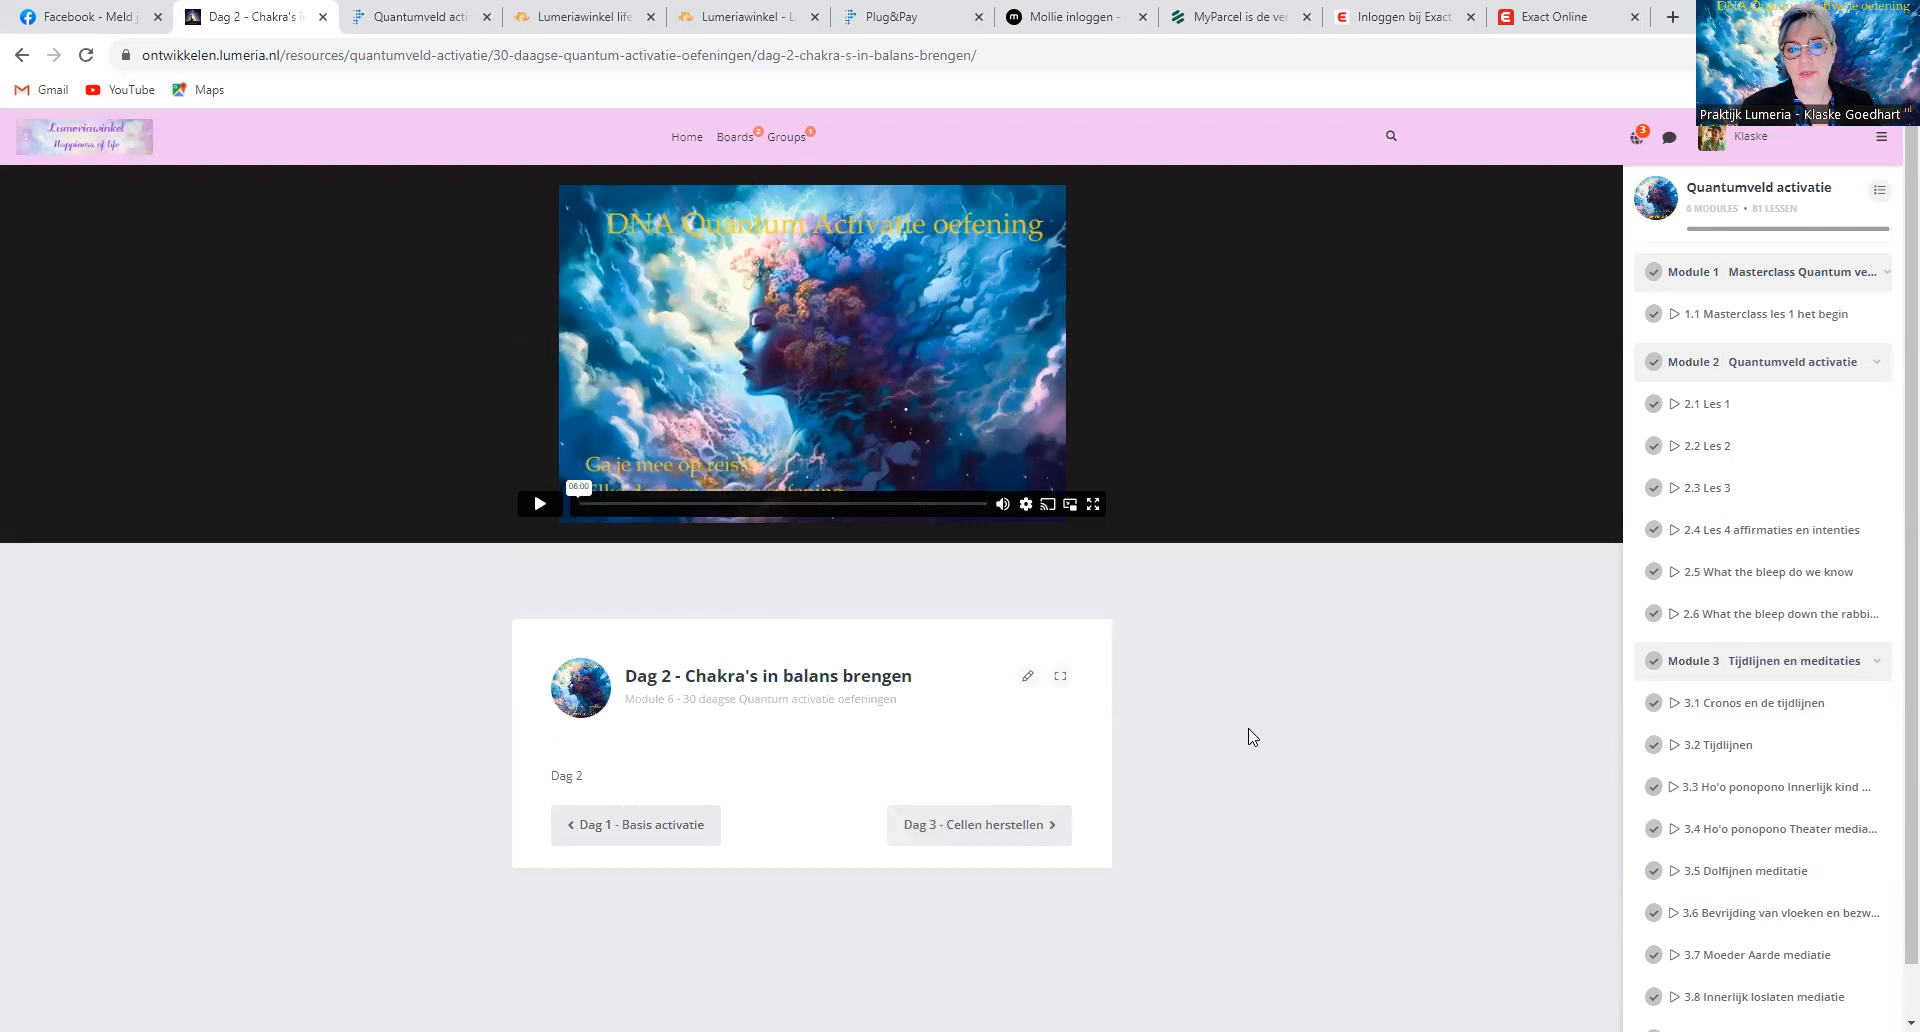 Facebook - Meld j
Dag 2 - Chakra's i
Quantumveld acti
Lumeriawinkel life
Lumeriawinkel - L
Plug&Pay
Mollie inloggen -
MyParcel is de ver
Inloggen bij Exact
Exact Online
ontwikkelen.lumeria.nl/resources/quantumveld-activatie/30-daagse-quantum-activatie-oefeningen/dag-2-chakra-s-in-balans-brengen/
Gmail YouTube Maps
Praktijk Lumeria - Klaske Goedhart
Lumeriawinkel
Happiness of life
Home Boards 2 Groups 1
3
Klaske
DNA Quantum Activatie oefening
Ga je mee op reis?
06:00
Dag 2 - Chakra's in balans brengen
Module 6 - 30 daagse Quantum activatie oefeningen
Dag 2
Dag 1 - Basis activatie
Dag 3 - Cellen herstellen
Quantumveld activatie
6 MODULES • 81 LESSEN
Module 1 Masterclass Quantum ve...
1.1 Masterclass les 1 het begin
Module 2 Quantumveld activatie
2.1 Les 1
2.2 Les 2
2.3 Les 3
2.4 Les 4 affirmaties en intenties
2.5 What the bleep do we know
2.6 What the bleep down the rabbi...
Module 3 Tijdlijnen en meditaties
3.1 Cronos en de tijdlijnen
3.2 Tijdlijnen
3.3 Ho'o ponopono Innerlijk kind ...
3.4 Ho'o ponopono Theater media...
3.5 Dolfijnen meditatie
3.6 Bevrijding van vloeken en bezw...
3.7 Moeder Aarde mediatie
3.8 Innerlijk loslaten mediatie